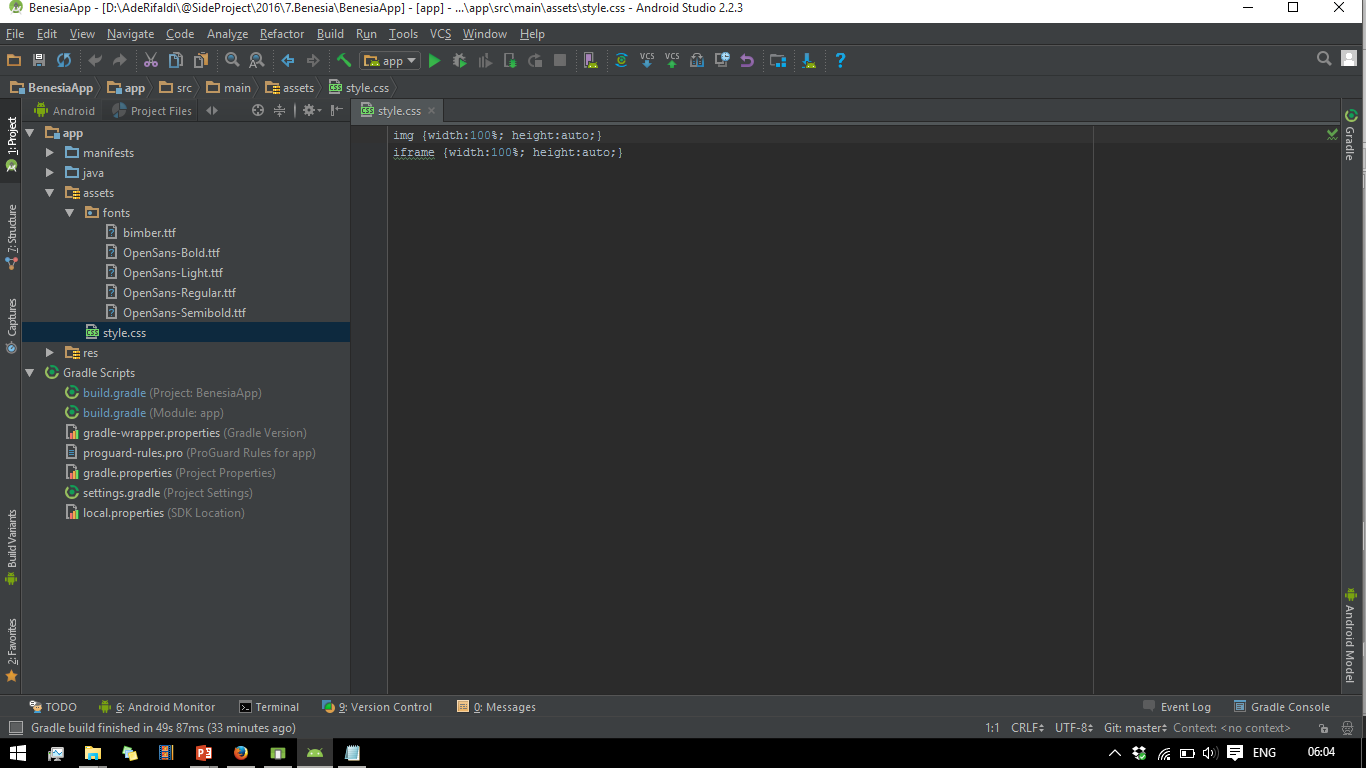 BenesiaApp - [D:\AdeRifaldi\@SideProject\2016\7.Benesia\BenesiaApp] - [app] - ...\app\src\main\assets\style.css - Android Studio 2.2.3
File Edit View Navigate Code Analyze Refactor Build Run Tools VCS Window Help
app VCS VCS ?
BenesiaApp app src main assets style.css
Android Project Files
style.css
1: Project
7: Structure
Captures
Build Variants
2: Favorites
app
manifests
java
assets
fonts
bimber.ttf
OpenSans-Bold.ttf
OpenSans-Light.ttf
OpenSans-Regular.ttf
OpenSans-Semibold.ttf
style.css
res
Gradle Scripts
build.gradle (Project: BenesiaApp)
build.gradle (Module: app)
gradle-wrapper.properties (Gradle Version)
proguard-rules.pro (ProGuard Rules for app)
gradle.properties (Project Properties)
settings.gradle (Project Settings)
local.properties (SDK Location)
img {width:100%; height:auto;}
iframe {width:100%; height:auto;}
Gradle
Android Model
TODO 6: Android Monitor Terminal 9: Version Control 0: Messages Event Log Gradle Console
Gradle build finished in 49s 87ms (33 minutes ago) 1:1 CRLF UTF-8 Git: master Context: <no context>
ENG 06:04